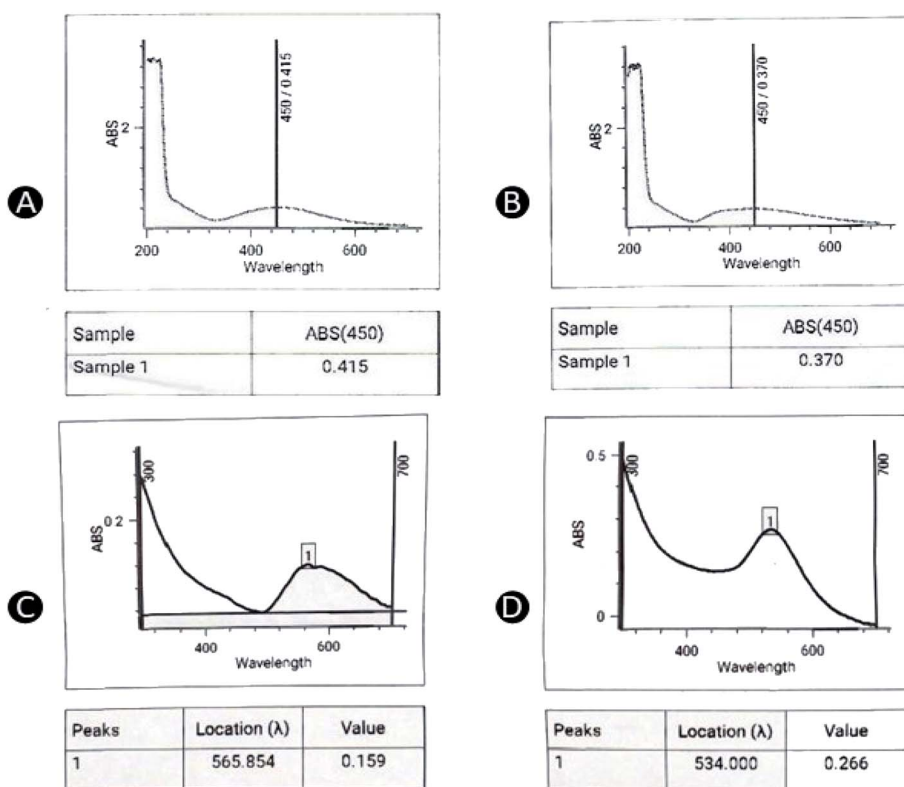 A
450 / 0 415
ABS
2
200 400 600
Wavelength
Sample ABS(450)
Sample 1 0.415
B
450 / 0 370
ABS
2
200 400 600
Wavelength
Sample ABS(450)
Sample 1 0.370
C
300
700
ABS
0 2
1
400 600
Wavelength
Peaks Location (λ) Value
1 565.854 0.159
D
0 5
300
700
ABS
1
0
400 600
Wavelength
Peaks Location (λ) Value
1 534.000 0.266